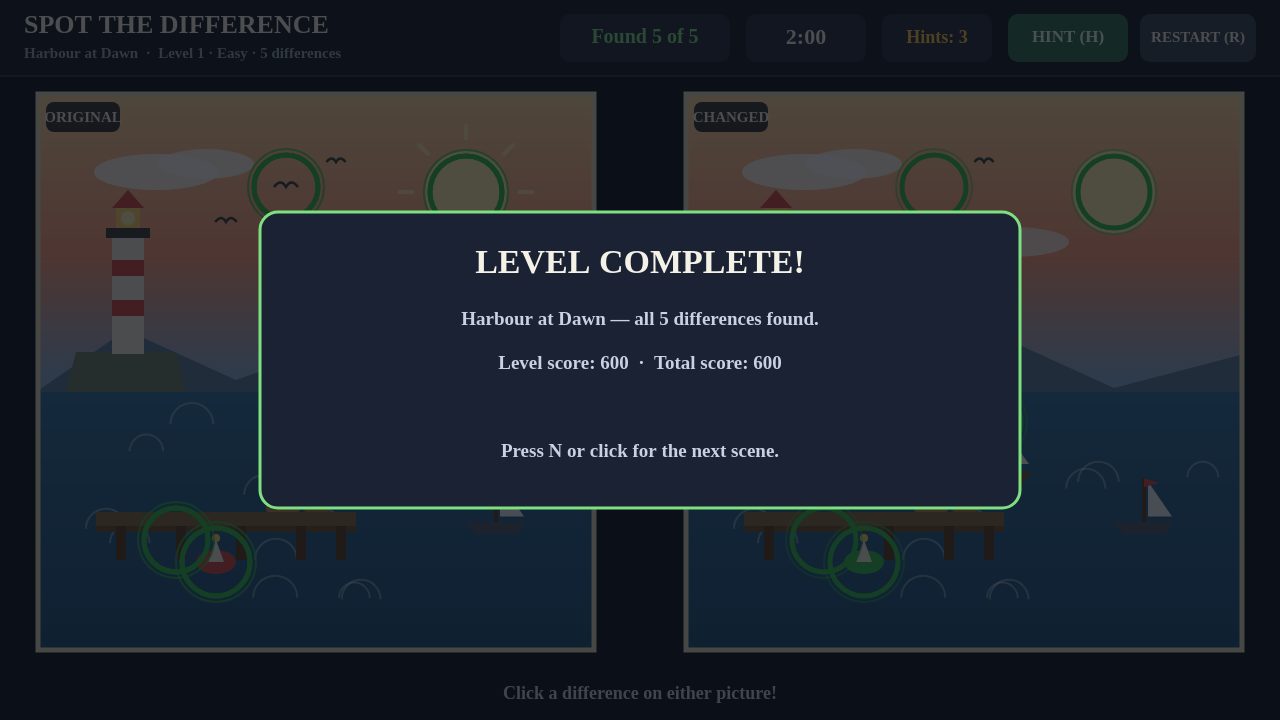 SPOT THE DIFFERENCE
Harbour at Dawn · Level 1 · Easy · 5 differences
Found 5 of 5
2:00
Hints: 3
HINT (H)
RESTART (R)
ORIGINAL
CHANGED
LEVEL COMPLETE!
Harbour at Dawn — all 5 differences found.
Level score: 600 · Total score: 600
Press N or click for the next scene.
Click a difference on either picture!